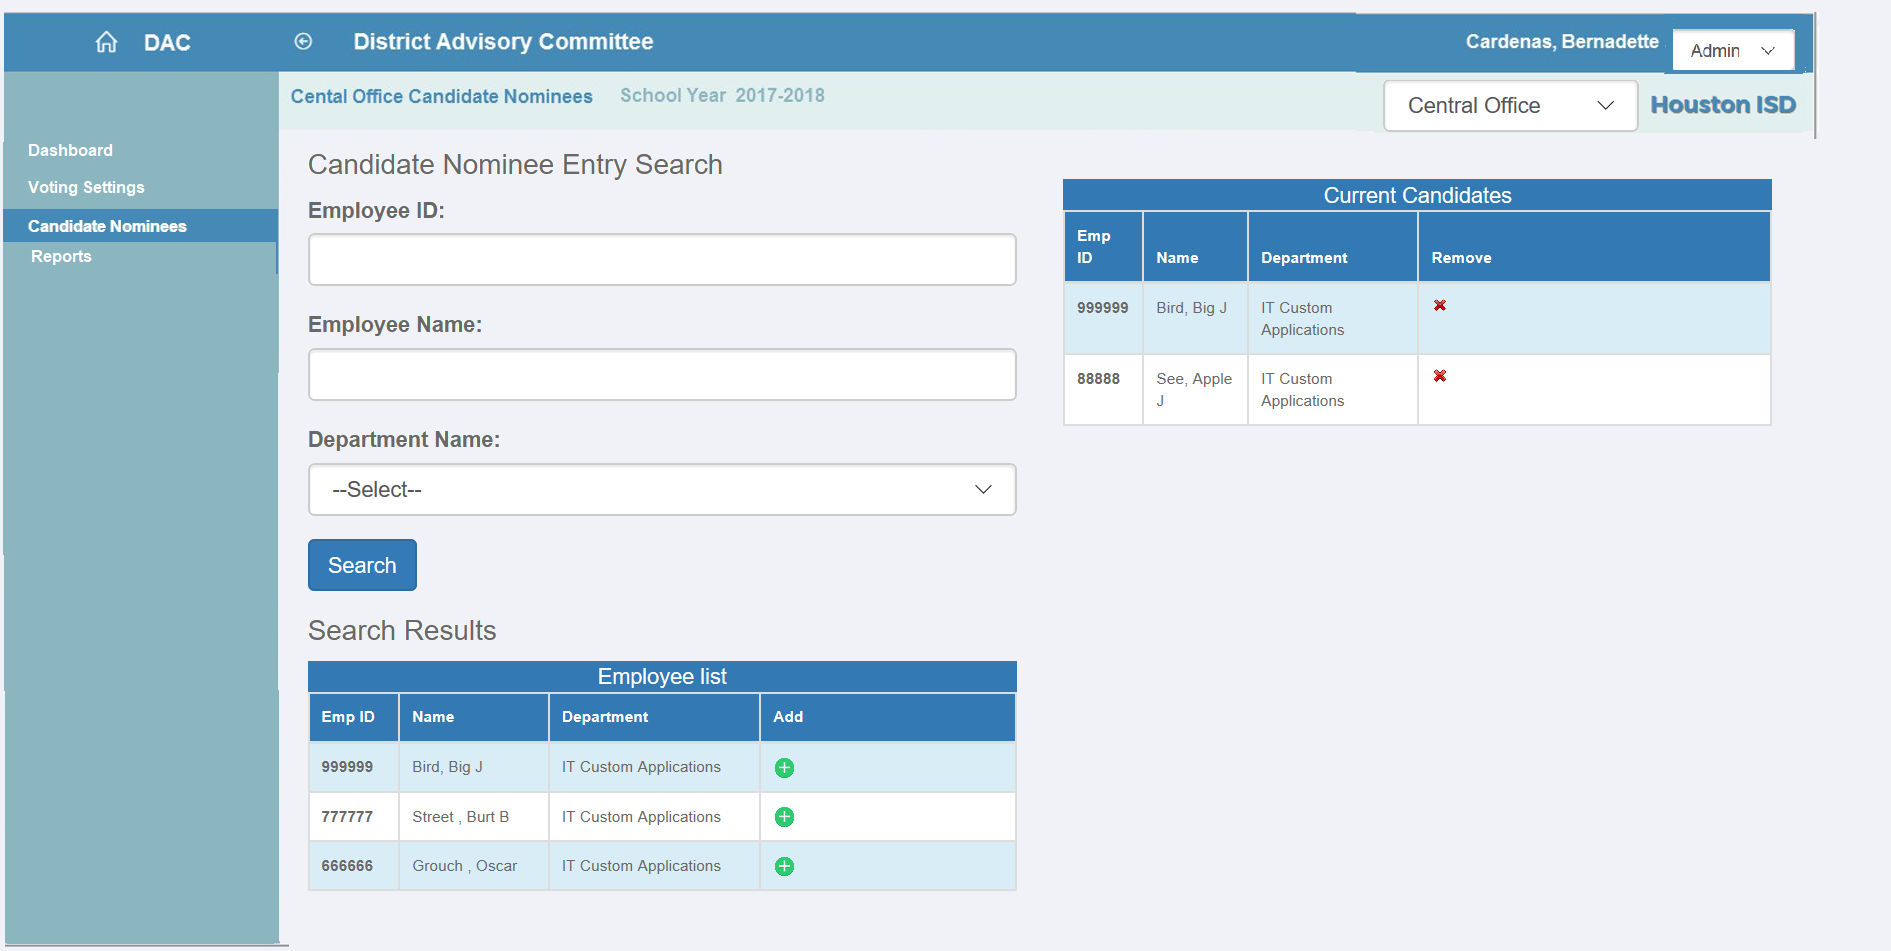 DAC
District Advisory Committee
Cardenas, Bernadette
Admin
Cental Office Candidate Nominees
School Year 2017-2018
Central Office
Houston ISD
Dashboard
Voting Settings
Candidate Nominees
Reports
Candidate Nominee Entry Search
Employee ID:
Employee Name:
Department Name:
--Select--
Search
Search Results
Employee list
Emp ID Name Department Add
999999 Bird, Big J IT Custom Applications
777777 Street , Burt B IT Custom Applications
666666 Grouch , Oscar IT Custom Applications
Current Candidates
Emp
ID Name Department Remove
999999 Bird, Big J IT Custom
Applications
88888 See, Apple IT Custom
J Applications